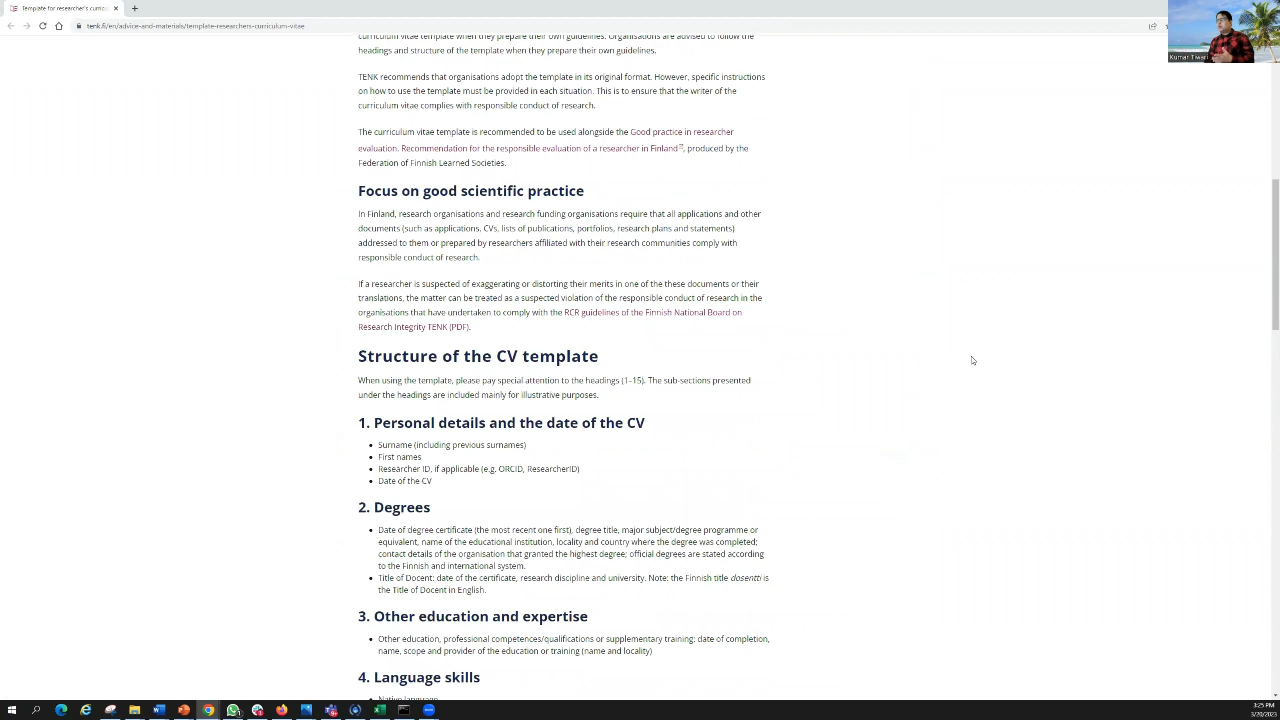 Template for researcher's curricu
tenk.fi/en/advice-and-materials/template-researchers-curriculum-vitae
Kumar Tiwari
curriculum vitae template when they prepare their own guidelines. Organisations are advised to follow the
headings and structure of the template when they prepare their own guidelines.
TENK recommends that organisations adopt the template in its original format. However, specific instructions
on how to use the template must be provided in each situation. This is to ensure that the writer of the
curriculum vitae complies with responsible conduct of research.
The curriculum vitae template is recommended to be used alongside the Good practice in researcher
evaluation. Recommendation for the responsible evaluation of a researcher in Finland, produced by the
Federation of Finnish Learned Societies.
Focus on good scientific practice
In Finland, research organisations and research funding organisations require that all applications and other
documents (such as applications, CVs, lists of publications, portfolios, research plans and statements)
addressed to them or prepared by researchers affiliated with their research communities comply with
responsible conduct of research.
If a researcher is suspected of exaggerating or distorting their merits in one of the these documents or their
translations, the matter can be treated as a suspected violation of the responsible conduct of research in the
organisations that have undertaken to comply with the RCR guidelines of the Finnish National Board on
Research Integrity TENK (PDF).
Structure of the CV template
When using the template, please pay special attention to the headings (1–15). The sub-sections presented
under the headings are included mainly for illustrative purposes.
1. Personal details and the date of the CV
• Surname (including previous surnames)
• First names
• Researcher ID, if applicable (e.g. ORCID, ResearcherID)
• Date of the CV
2. Degrees
• Date of degree certificate (the most recent one first), degree title, major subject/degree programme or
equivalent, name of the educational institution, locality and country where the degree was completed;
contact details of the organisation that granted the highest degree; official degrees are stated according
to the Finnish and international system.
• Title of Docent: date of the certificate, research discipline and university. Note: the Finnish title dosentti is
the Title of Docent in English.
3. Other education and expertise
• Other education, professional competences/qualifications or supplementary training: date of completion,
name, scope and provider of the education or training (name and locality)
4. Language skills
• Native language
3:25 PM
3/20/2023